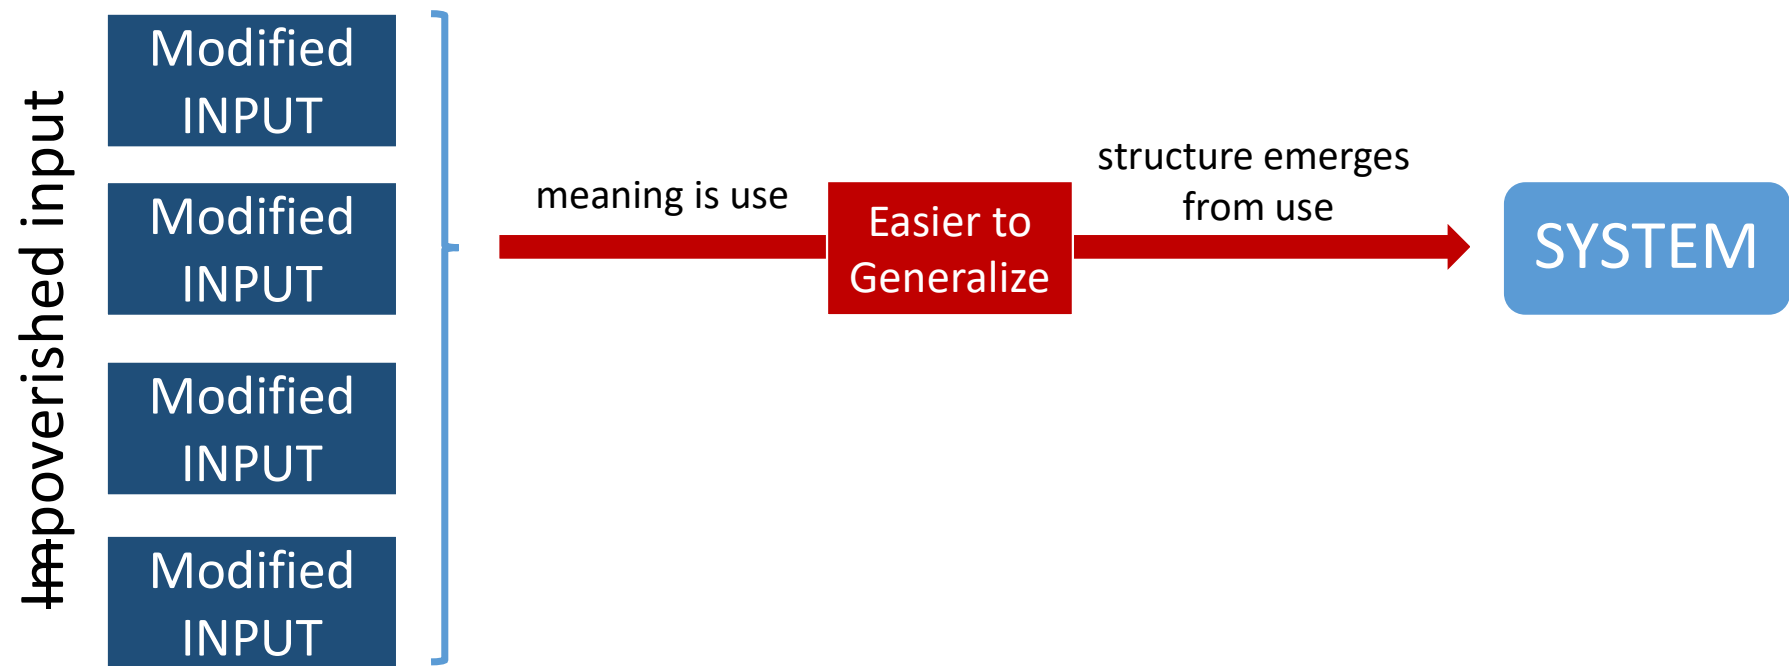 Impoverished input
Modified
INPUT
Modified
INPUT
Modified
INPUT
Modified
INPUT
meaning is use
Easier to
Generalize
structure emerges
from use
SYSTEM